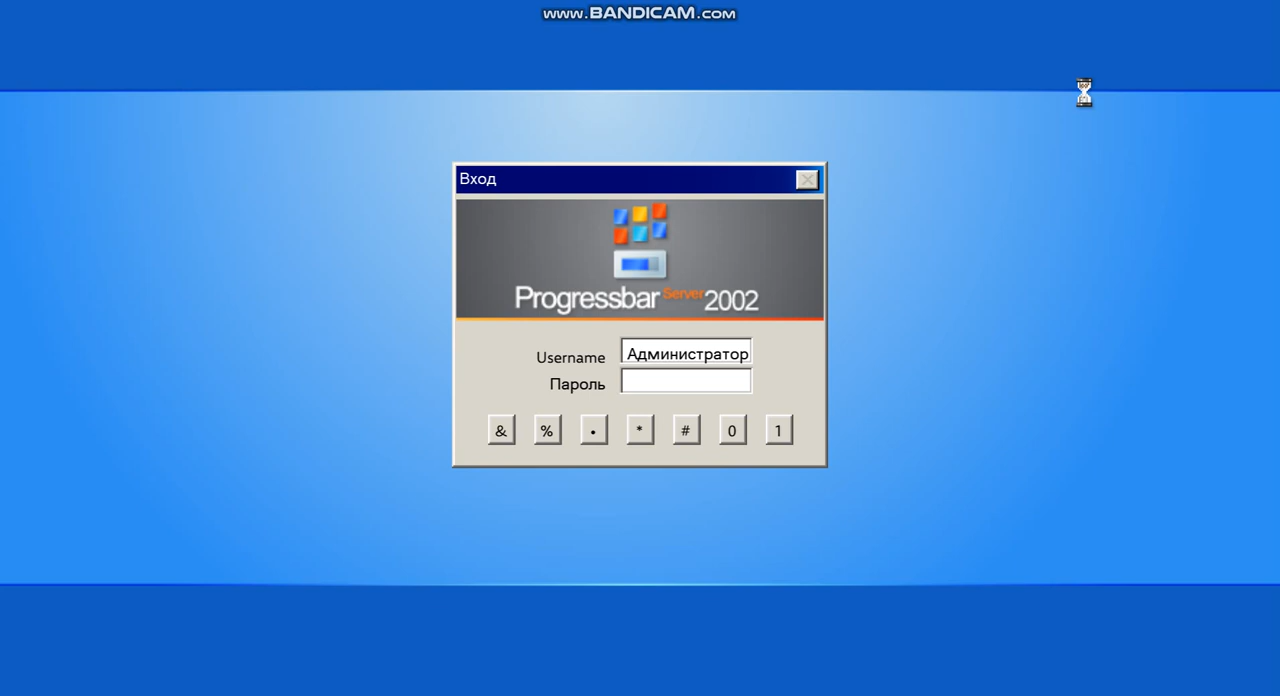 www.BANDICAM.com
Вход
Progressbar Server 2002
Username Администратор
Пароль
& % • * # 0 1